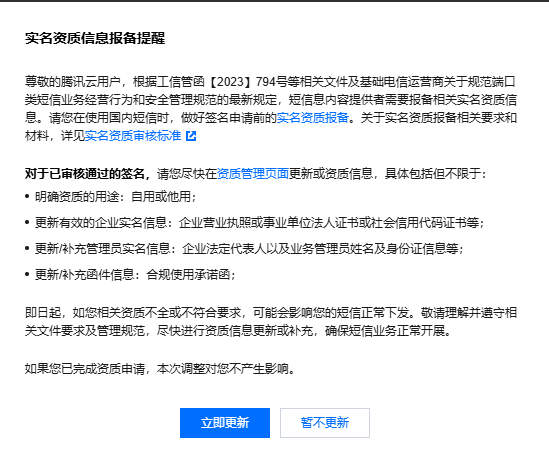 实名资质信息报备提醒
尊敬的腾讯云用户，根据工信管函【2023】794号等相关文件及基础电信运营商关于规范端口
类短信业务经营行为和安全管理规范的最新规定，短信息内容提供者需要报备相关实名资质信
息。请您在使用国内短信时，做好签名申请前的实名资质报备。关于实名资质报备相关要求和
材料，详见实名资质审核标准
对于已审核通过的签名，请您尽快在资质管理页面更新或资质信息，具体包括但不限于：
• 明确资质的用途：自用或他用；
• 更新有效的企业实名信息：企业营业执照或事业单位法人证书或社会信用代码证书等；
• 更新/补充管理员实名信息：企业法定代表人以及业务管理员姓名及身份证信息等；
• 更新/补充函件信息：合规使用承诺函；
即日起，如您相关资质不全或不符合要求，可能会影响您的短信正常下发。敬请理解并遵守相
关文件要求及管理规范，尽快进行资质信息更新或补充，确保短信业务正常开展。
如果您已完成资质申请，本次调整对您不产生影响。
立即更新 暂不更新